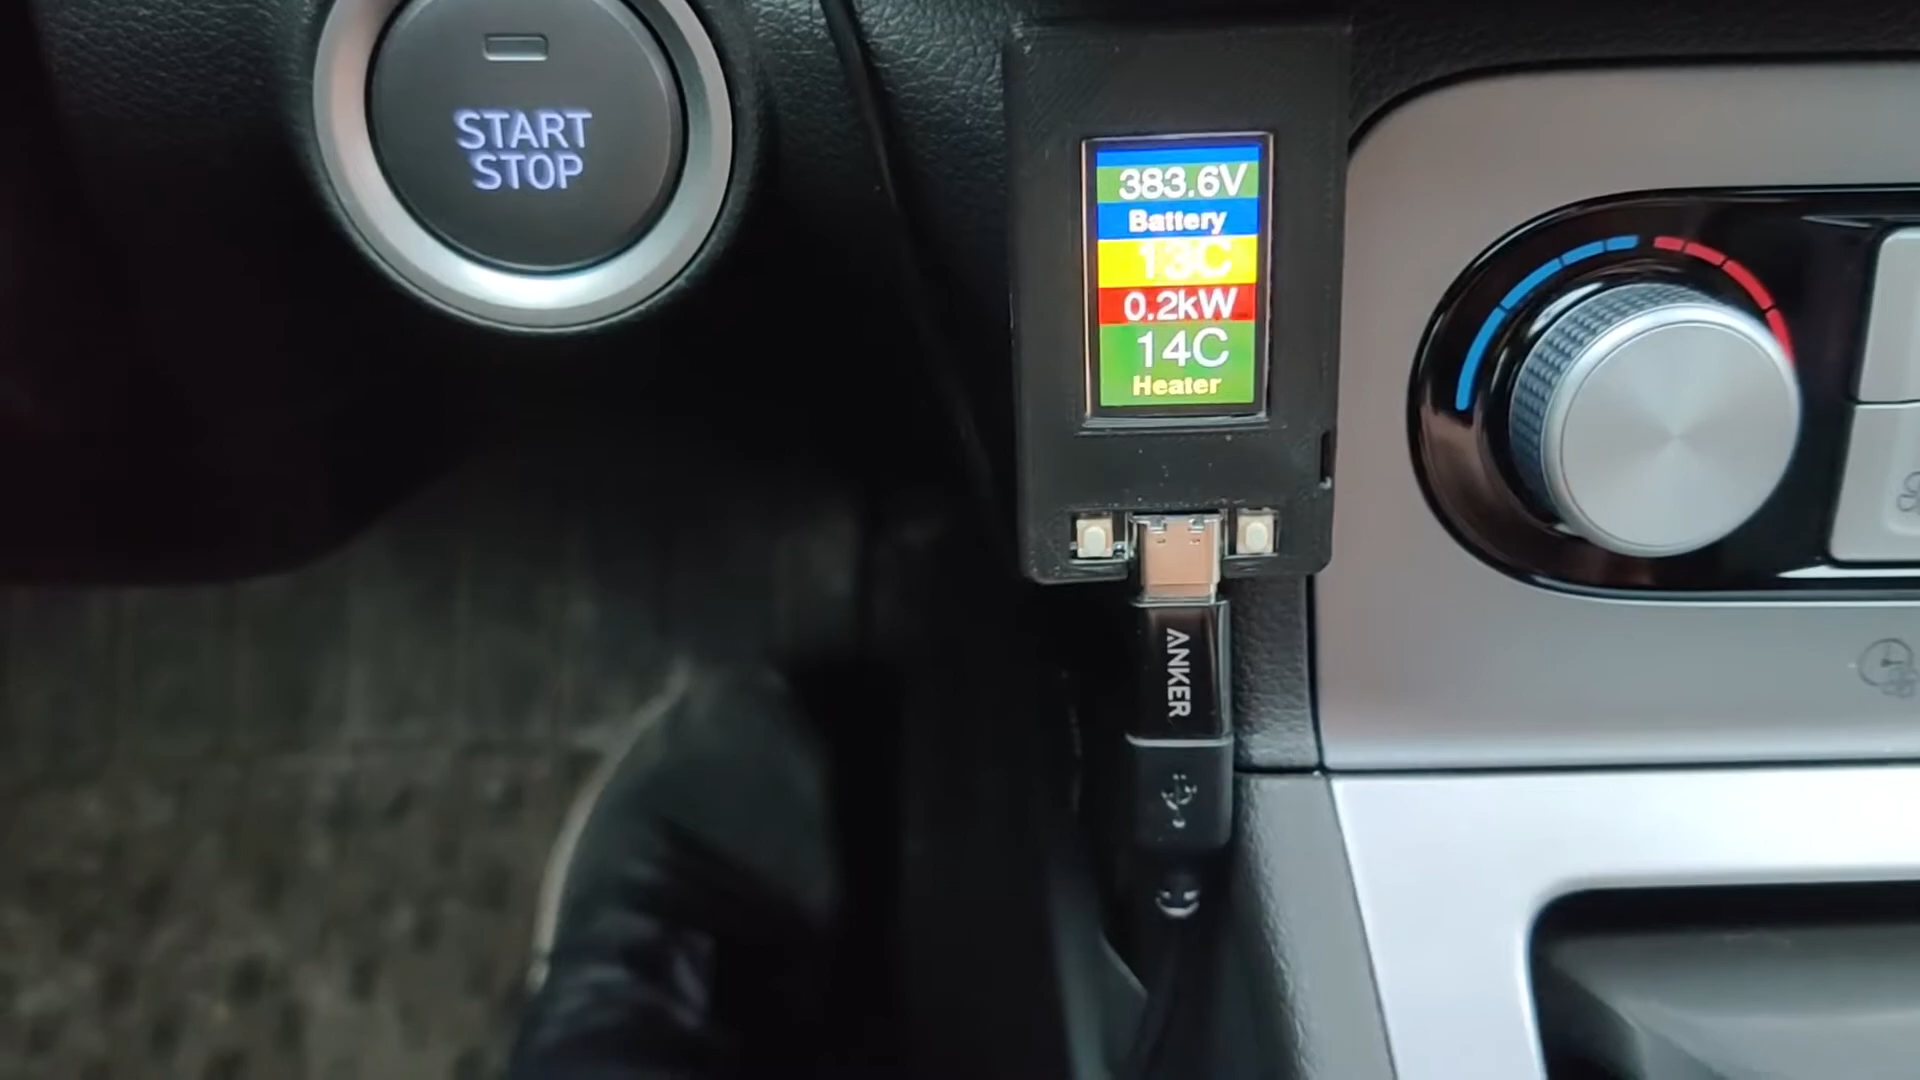 START
STOP
383.6V
Battery
13C
0.2kW
14C
Heater
ANKER